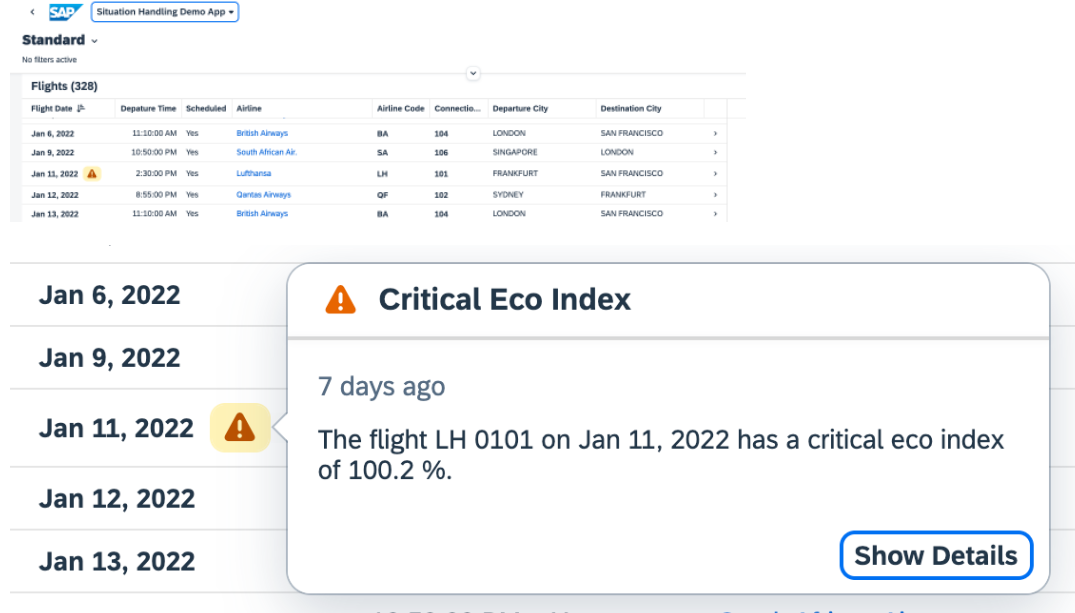 SAP Situation Handling Demo App
Standard
No filters active
Flights (328)
Flight Date Depature Time Scheduled Airline Airline Code Connectio... Departure City Destination City
Jan 6, 2022 11:10:00 AM Yes British Airways BA 104 LONDON SAN FRANCISCO
Jan 9, 2022 10:50:00 PM Yes South African Air. SA 106 SINGAPORE LONDON
Jan 11, 2022 2:30:00 PM Yes Lufthansa LH 101 FRANKFURT SAN FRANCISCO
Jan 12, 2022 8:55:00 PM Yes Qantas Airways QF 102 SYDNEY FRANKFURT
Jan 13, 2022 11:10:00 AM Yes British Airways BA 104 LONDON SAN FRANCISCO
Jan 6, 2022
Jan 9, 2022
Jan 11, 2022
Jan 12, 2022
Jan 13, 2022
Critical Eco Index
7 days ago
The flight LH 0101 on Jan 11, 2022 has a critical eco index
of 100.2 %.
Show Details